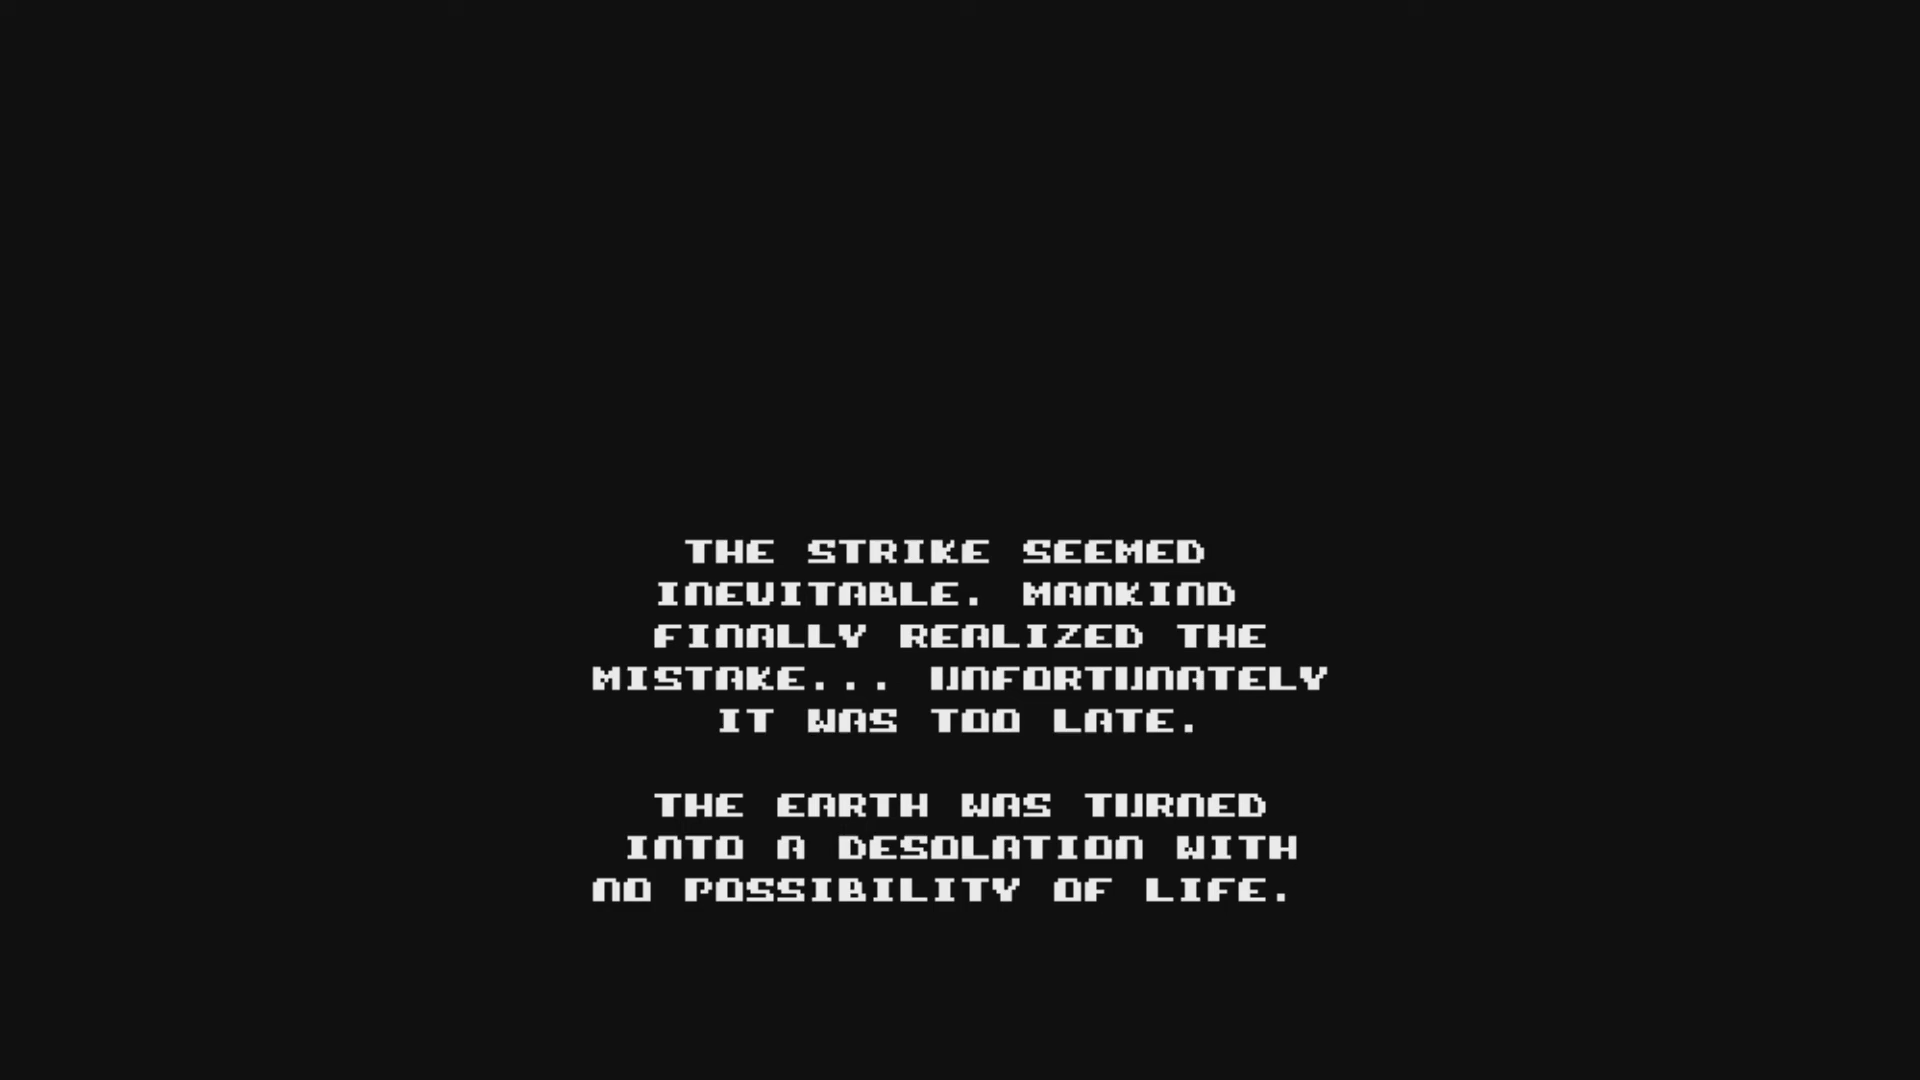 THE STRIKE SEEMED
INEVITABLE. MANKIND
FINALLY REALIZED THE
MISTAKE... UNFORTUNATELY
IT WAS TOO LATE.
THE EARTH WAS TURNED
INTO A DESOLATION WITH
NO POSSIBILITY OF LIFE.